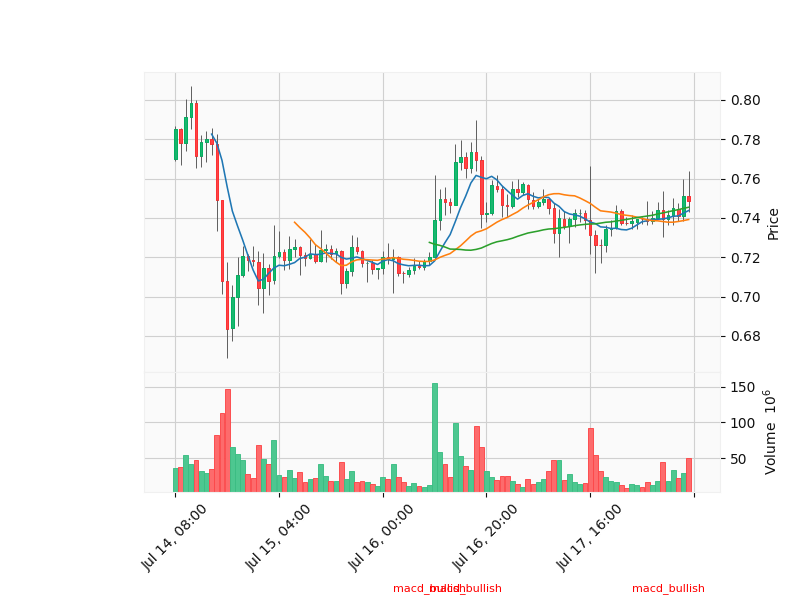 0.80
0.78
0.76
0.74
0.72
0.70
0.68
Price
150
100
50
Volume 10⁶
Jul 14, 08:00
Jul 15, 04:00
Jul 16, 00:00
Jul 16, 20:00
Jul 17, 16:00
macd_bullish
macd_bullish
macd_bullish